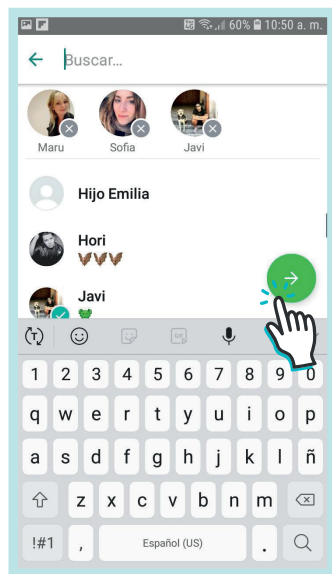 60% 10:50 a. m.
Buscar...
Maru Sofia Javi
Hijo Emilia
Hori
Javi
(T) GIF
1 2 3 4 5 6 7 8 9 0
q w e r t y u i o p
a s d f g h j k l ñ
z x c v b n m
!#1 , Español (US) .